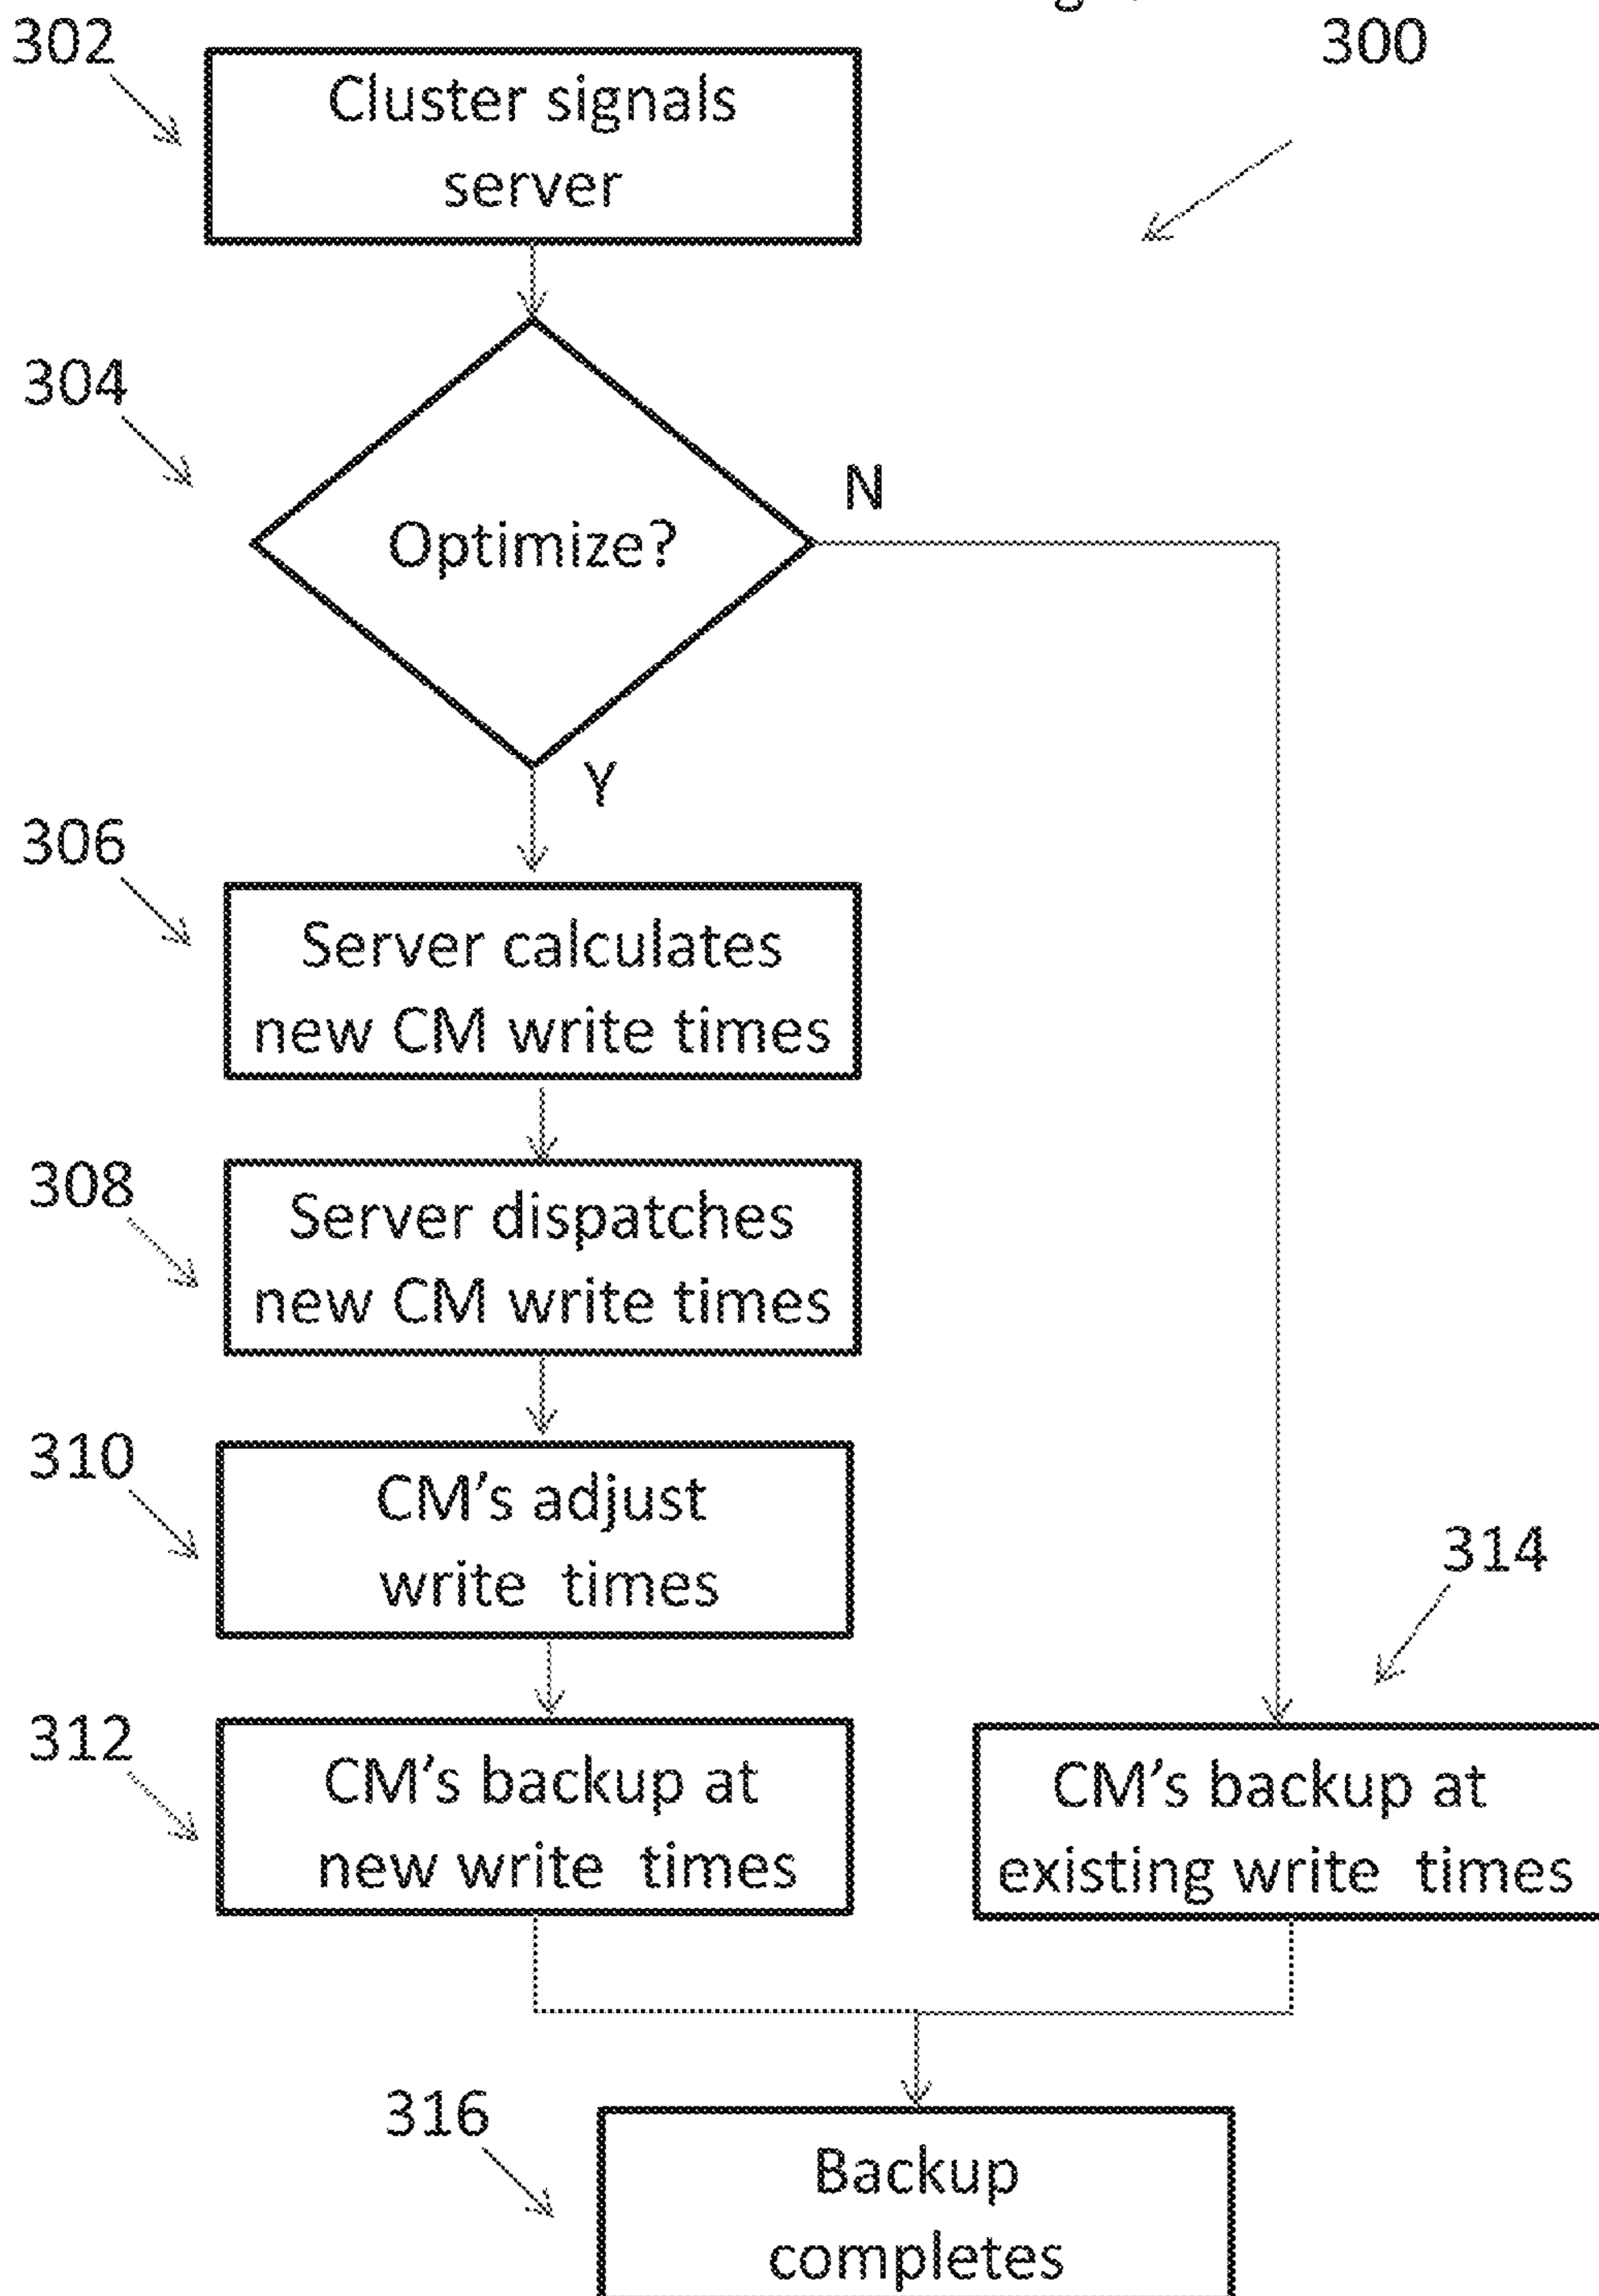 300
302
Cluster signals
server
304
Optimize?
N
Y
306
Server calculates
new CM write times
308
Server dispatches
new CM write times
310
CM's adjust
write times
312
CM's backup at
new write times
314
CM's backup at
existing write times
316
Backup
completes